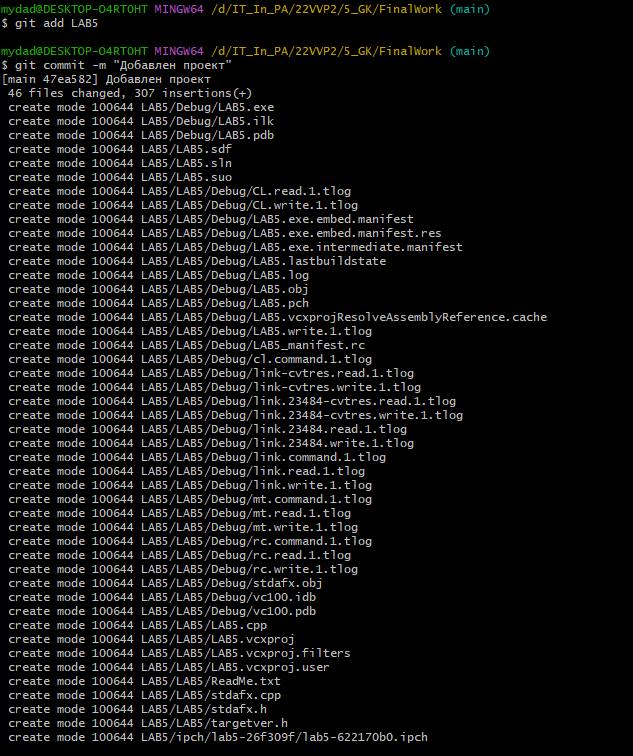 mydad@DESKTOP-O4RT0HT MINGW64 /d/IT_In_PA/22VVP2/5_GK/FinalWork (main)
$ git add LAB5
mydad@DESKTOP-O4RT0HT MINGW64 /d/IT_In_PA/22VVP2/5_GK/FinalWork (main)
$ git commit -m "Добавлен проект"
[main 47ea582] Добавлен проект
 46 files changed, 307 insertions(+)
 create mode 100644 LAB5/Debug/LAB5.exe
 create mode 100644 LAB5/Debug/LAB5.ilk
 create mode 100644 LAB5/Debug/LAB5.pdb
 create mode 100644 LAB5/LAB5.sdf
 create mode 100644 LAB5/LAB5.sln
 create mode 100644 LAB5/LAB5.suo
 create mode 100644 LAB5/LAB5/Debug/CL.read.1.tlog
 create mode 100644 LAB5/LAB5/Debug/CL.write.1.tlog
 create mode 100644 LAB5/LAB5/Debug/LAB5.exe.embed.manifest
 create mode 100644 LAB5/LAB5/Debug/LAB5.exe.embed.manifest.res
 create mode 100644 LAB5/LAB5/Debug/LAB5.exe.intermediate.manifest
 create mode 100644 LAB5/LAB5/Debug/LAB5.lastbuildstate
 create mode 100644 LAB5/LAB5/Debug/LAB5.log
 create mode 100644 LAB5/LAB5/Debug/LAB5.obj
 create mode 100644 LAB5/LAB5/Debug/LAB5.pch
 create mode 100644 LAB5/LAB5/Debug/LAB5.vcxprojResolveAssemblyReference.cache
 create mode 100644 LAB5/LAB5/Debug/LAB5.write.1.tlog
 create mode 100644 LAB5/LAB5/Debug/LAB5_manifest.rc
 create mode 100644 LAB5/LAB5/Debug/cl.command.1.tlog
 create mode 100644 LAB5/LAB5/Debug/link-cvtres.read.1.tlog
 create mode 100644 LAB5/LAB5/Debug/link-cvtres.write.1.tlog
 create mode 100644 LAB5/LAB5/Debug/link.23484-cvtres.read.1.tlog
 create mode 100644 LAB5/LAB5/Debug/link.23484-cvtres.write.1.tlog
 create mode 100644 LAB5/LAB5/Debug/link.23484.read.1.tlog
 create mode 100644 LAB5/LAB5/Debug/link.23484.write.1.tlog
 create mode 100644 LAB5/LAB5/Debug/link.command.1.tlog
 create mode 100644 LAB5/LAB5/Debug/link.read.1.tlog
 create mode 100644 LAB5/LAB5/Debug/link.write.1.tlog
 create mode 100644 LAB5/LAB5/Debug/mt.command.1.tlog
 create mode 100644 LAB5/LAB5/Debug/mt.read.1.tlog
 create mode 100644 LAB5/LAB5/Debug/mt.write.1.tlog
 create mode 100644 LAB5/LAB5/Debug/rc.command.1.tlog
 create mode 100644 LAB5/LAB5/Debug/rc.read.1.tlog
 create mode 100644 LAB5/LAB5/Debug/rc.write.1.tlog
 create mode 100644 LAB5/LAB5/Debug/stdafx.obj
 create mode 100644 LAB5/LAB5/Debug/vc100.idb
 create mode 100644 LAB5/LAB5/Debug/vc100.pdb
 create mode 100644 LAB5/LAB5/LAB5.cpp
 create mode 100644 LAB5/LAB5/LAB5.vcxproj
 create mode 100644 LAB5/LAB5/LAB5.vcxproj.filters
 create mode 100644 LAB5/LAB5/LAB5.vcxproj.user
 create mode 100644 LAB5/LAB5/ReadMe.txt
 create mode 100644 LAB5/LAB5/stdafx.cpp
 create mode 100644 LAB5/LAB5/stdafx.h
 create mode 100644 LAB5/LAB5/targetver.h
 create mode 100644 LAB5/ipch/lab5-26f309f/lab5-622170b0.ipch